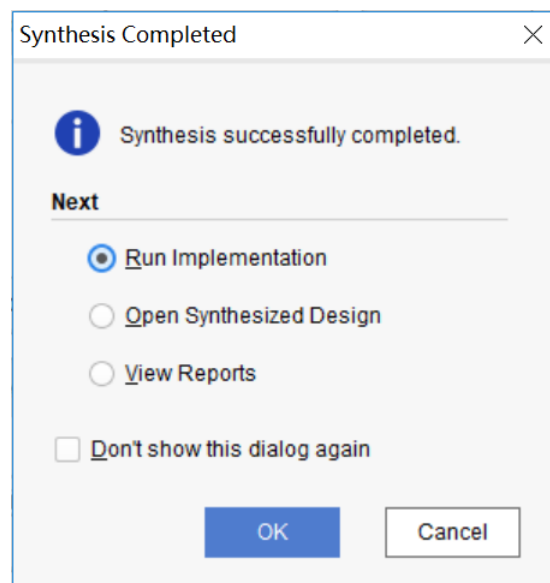 Synthesis Completed
Synthesis successfully completed.
Next
Run Implementation
Open Synthesized Design
View Reports
Don't show this dialog again
OK Cancel